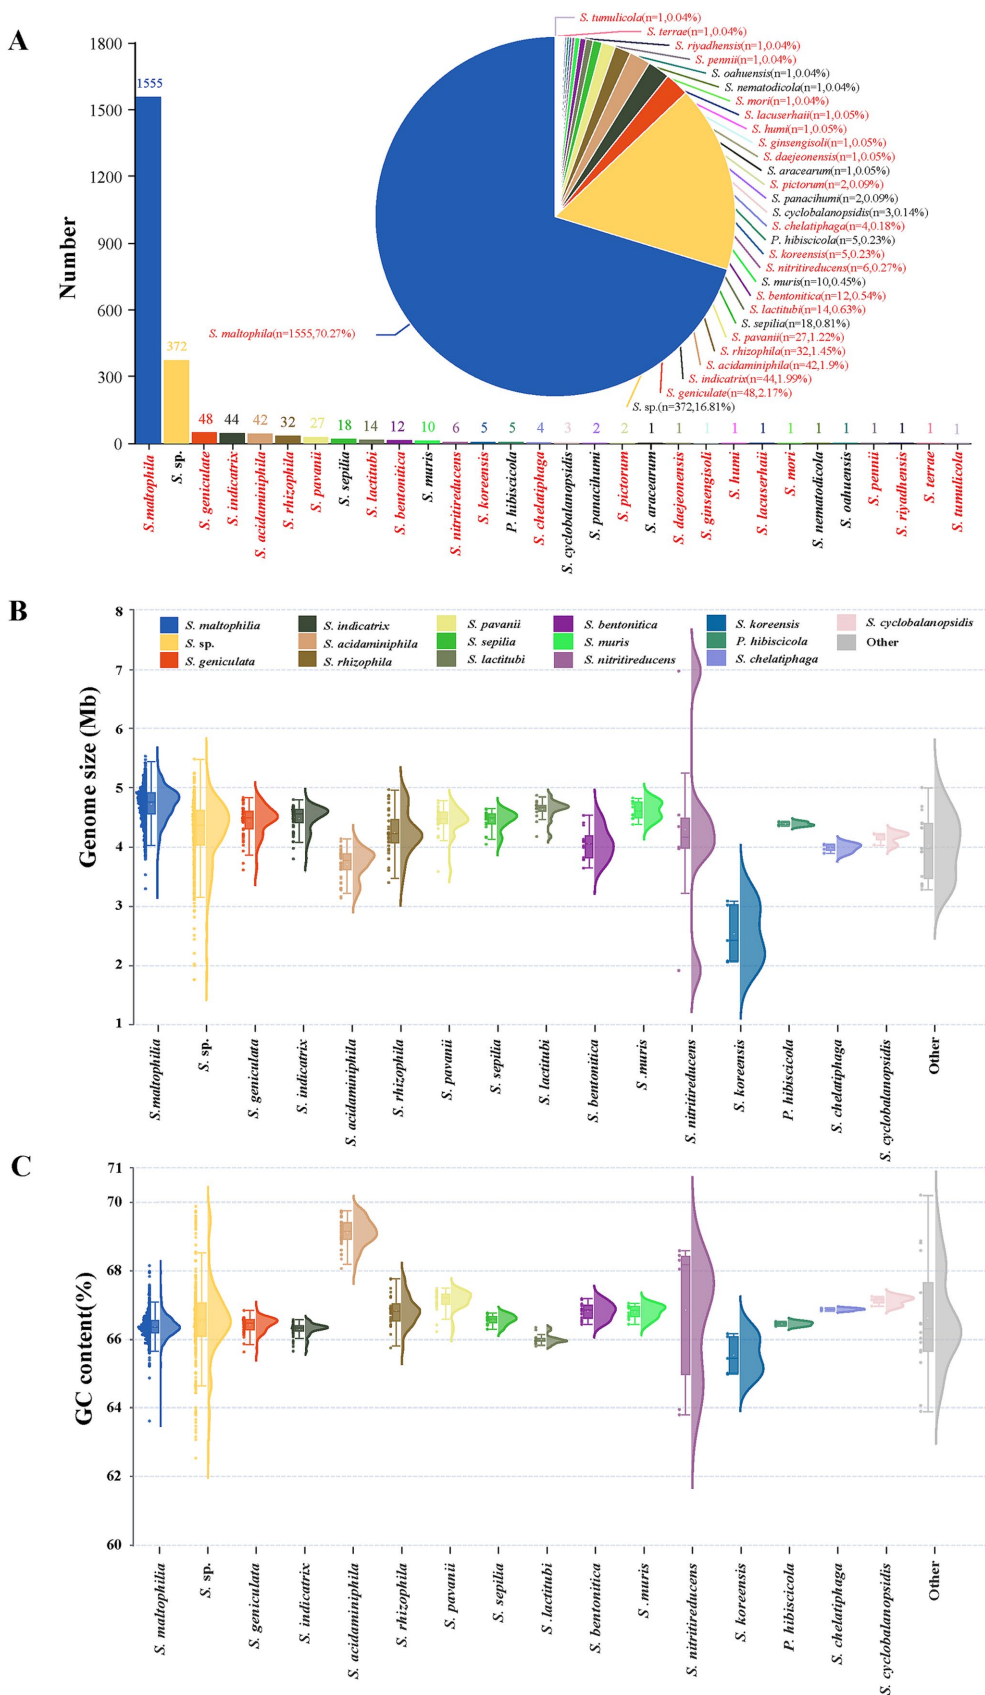 A
S. tumulicola(n=1,0.04%)
S. terrae(n=1,0.04%)
S. riyadhensis(n=1,0.04%)
S. pennii(n=1,0.04%)
S. oahuensis(n=1,0.04%)
S. nematodicola(n=1,0.04%)
S. mori(n=1,0.04%)
S. lacuserhaii(n=1,0.05%)
S. humi(n=1,0.05%)
S. ginsengisoli(n=1,0.05%)
S. daejeonensis(n=1,0.05%)
S. aracearum(n=1,0.05%)
S. pictorum(n=2,0.09%)
S. panacihumi(n=2,0.09%)
S. cyclobalanopsidis(n=3,0.14%)
S. chelatiphaga(n=4,0.18%)
P. hibiscicola(n=5,0.23%)
S. koreensis(n=5,0.23%)
S. nitritireducens(n=6,0.27%)
S. muris(n=10,0.45%)
S. bentonitica(n=12,0.54%)
S. lactitubi(n=14,0.63%)
S. sepilia(n=18,0.81%)
S. pavanii(n=27,1.22%)
S. rhizophila(n=32,1.45%)
S. acidaminiphila(n=42,1.9%)
S. indicatrix(n=44,1.99%)
S. geniculate(n=48,2.17%)
S. sp.(n=372,16.81%)
S. maltophila(n=1555,70.27%)
Number
1800
1500
1200
900
600
300
0
1555
372
48 44 42 32 27 18 14 12 10 6 5 5 4 3 2 2 1 1 1 1 1 1 1 1 1 1 1 1
S. maltophila
S. sp.
S. geniculate
S. indicatrix
S. acidaminiphila
S. rhizophila
S. pavanii
S. sepilia
S. lactitubi
S. bentonitica
S. muris
S. nitritireducens
S. koreensis
P. hibiscicola
S. chelatiphaga
S. cyclobalanopsidis
S. panacihumi
S. pictorum
S. aracearum
S. daejeonensis
S. ginsengisoli
S. humi
S. lacuserhaii
S. mori
S. nematodicola
S. oahuensis
S. pennii
S. riyadhensis
S. terrae
S. tumulicola
B
S. maltophilia
S. sp.
S. geniculata
S. indicatrix
S. acidaminiphila
S. rhizophila
S. pavanii
S. sepilia
S. lactitubi
S. bentonitica
S. muris
S. nitritireducens
S. koreensis
P. hibiscicola
S. chelatiphaga
S. cyclobalanopsidis
Other
Genome size (Mb)
8
7
6
5
4
3
2
1
S.maltophilia
S. sp.
S. geniculata
S. indicatrix
S. acidaminiphila
S. rhizophila
S. pavanii
S. sepilia
S. lactitubi
S. bentonitica
S .muris
S. nitritireducens
S. koreensis
P. hibiscicola
S. chelatiphaga
S. cyclobalanopsidis
Other
C
GC content(%)
71
70
68
66
64
62
60
S. maltophilia
S. sp.
S. geniculata
S. indicatrix
S. acidaminiphila
S. rhizophila
S. pavanii
S. sepilia
S .lactitubi
S. bentonitica
S .muris
S. nitritireducens
S. koreensis
P. hibiscicola
S. chelatiphaga
S. cyclobalanopsidis
Other